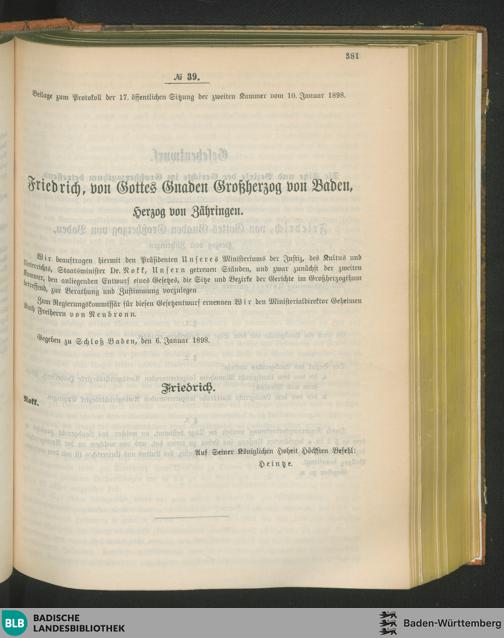 381
№ 39.
Beilage zum Protokoll der 17. öffentlichen Sitzung der zweiten Kammer vom 10. Januar 1898.
Friedrich, von Gottes Gnaden Großherzog von Baden,
Herzog von Zähringen.
Wir beauftragen hiermit den Präsidenten Unseres Ministeriums der Justiz, des Kultus und
Unterrichts, Staatsminister Dr. Nokk, Unsern getreuen Ständen, und zwar zunächst der zweiten
Kammer, den anliegenden Entwurf eines Gesetzes, die Sitze und Bezirke der Gerichte im Großherzogthum
betreffend, zur Berathung und Zustimmung vorzulegen.
Zum Regierungskommissär für diesen Gesetzentwurf ernennen Wir den Ministerialdirektor Geheimen
Rath Freiherrn von Neubronn.
Gegeben zu Schloß Baden, den 6. Januar 1898.
Friedrich.
Nokk.
Auf Seiner Königlichen Hoheit Höchsten Befehl:
Heintze.
BLB BADISCHE
LANDESBIBLIOTHEK
Baden-Württemberg